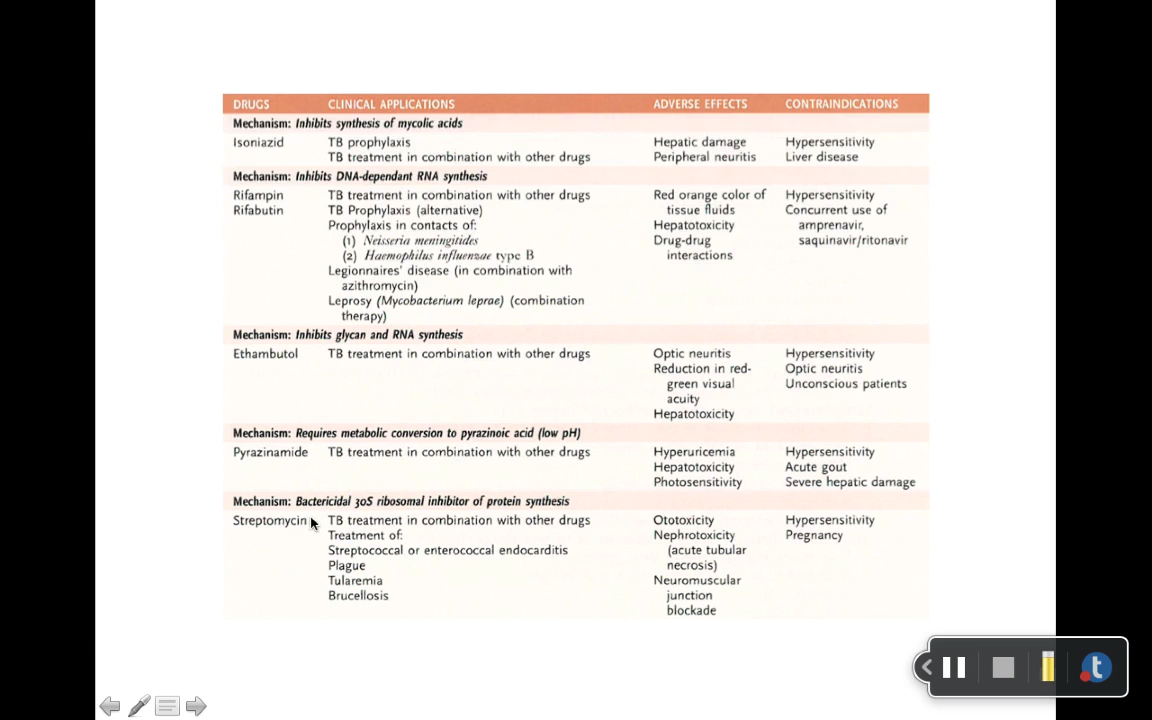 DRUGS CLINICAL APPLICATIONS ADVERSE EFFECTS CONTRAINDICATIONS
Mechanism: Inhibits synthesis of mycolic acids
Isoniazid TB prophylaxis Hepatic damage Hypersensitivity
TB treatment in combination with other drugs Peripheral neuritis Liver disease
Mechanism: Inhibits DNA-dependant RNA synthesis
Rifampin TB treatment in combination with other drugs Red orange color of Hypersensitivity
Rifabutin TB Prophylaxis (alternative) tissue fluids Concurrent use of
Prophylaxis in contacts of: Hepatotoxicity amprenavir,
(1) Neisseria meningitides Drug-drug saquinavir/ritonavir
(2) Haemophilus influenzae type B interactions
Legionnaires' disease (in combination with
azithromycin)
Leprosy (Mycobacterium leprae) (combination
therapy)
Mechanism: Inhibits glycan and RNA synthesis
Ethambutol TB treatment in combination with other drugs Optic neuritis Hypersensitivity
Reduction in red- Optic neuritis
green visual Unconscious patients
acuity
Hepatotoxicity
Mechanism: Requires metabolic conversion to pyrazinoic acid (low pH)
Pyrazinamide TB treatment in combination with other drugs Hyperuricemia Hypersensitivity
Hepatotoxicity Acute gout
Photosensitivity Severe hepatic damage
Mechanism: Bactericidal 30S ribosomal inhibitor of protein synthesis
Streptomycin TB treatment in combination with other drugs Ototoxicity Hypersensitivity
Treatment of: Nephrotoxicity Pregnancy
Streptococcal or enterococcal endocarditis (acute tubular
Plague necrosis)
Tularemia Neuromuscular
Brucellosis junction
blockade
t